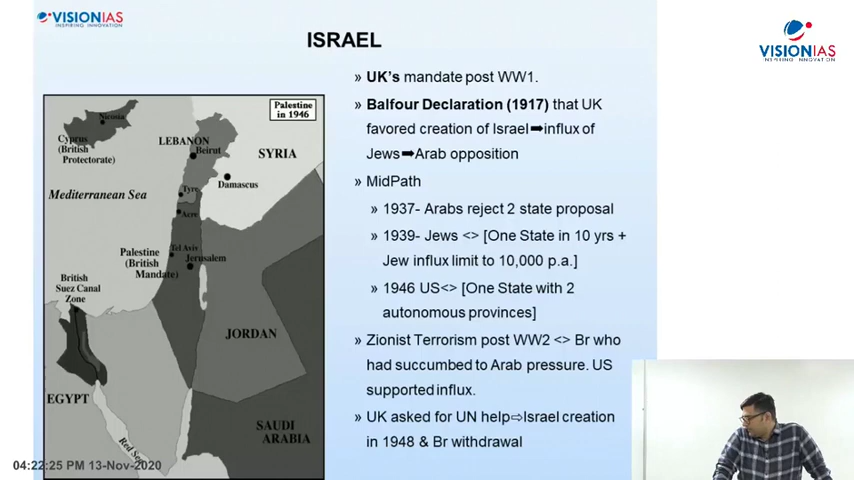 VISIONIAS
INSPIRING INNOVATION
VISIONIAS
INSPIRING INNOVATION
ISRAEL
» UK's mandate post WW1.
» Balfour Declaration (1917) that UK
favored creation of Israel➡influx of
Jews➡Arab opposition
» MidPath
» 1937- Arabs reject 2 state proposal
» 1939- Jews <> [One State in 10 yrs +
Jew influx limit to 10,000 p.a.]
» 1946 US<> [One State with 2
autonomous provinces]
» Zionist Terrorism post WW2 <> Br who
had succumbed to Arab pressure. US
supported influx.
» UK asked for UN help⇨Israel creation
in 1948 & Br withdrawal
Palestine
in 1946
Nicosia
Cyprus
(British
Protectorate)
LEBANON
Beirut
SYRIA
Damascus
Mediterranean Sea
Tyre
Acre
Tel Aviv
Palestine
(British
Mandate)
Jerusalem
British
Suez Canal
Zone
JORDAN
EGYPT
SAUDI
ARABIA
Red Sea
04:22:25 PM 13-Nov-2020